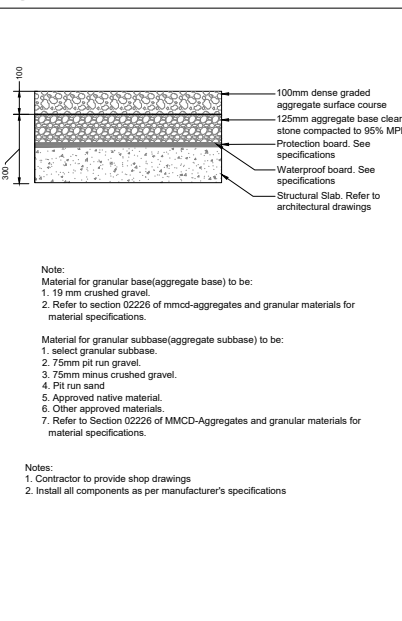 100
300
100mm dense graded
aggregate surface course
125mm aggregate base clear
stone compacted to 95%
Protection board. See
specifications
Waterproof board. See
specifications
Structural Slab. Refer to
architectural drawings
Note:
Material for granular base(aggregate base) to be:
1. 19 mm crushed gravel.
2. Refer to section 02226 of mmcd-aggregates and granular materials for
material specifications.
Material for granular subbase(aggregate subbase) to be:
1. select granular subbase.
2. 75mm pit run gravel.
3. 75mm minus crushed gravel.
4. Pit run sand
5. Approved native material.
6. Other approved materials.
7. Refer to Section 02226 of MMCD-Aggregates and granular materials for
material specifications.
Notes:
1. Contractor to provide shop drawings
2. Install all components as per manufacturer's specifications